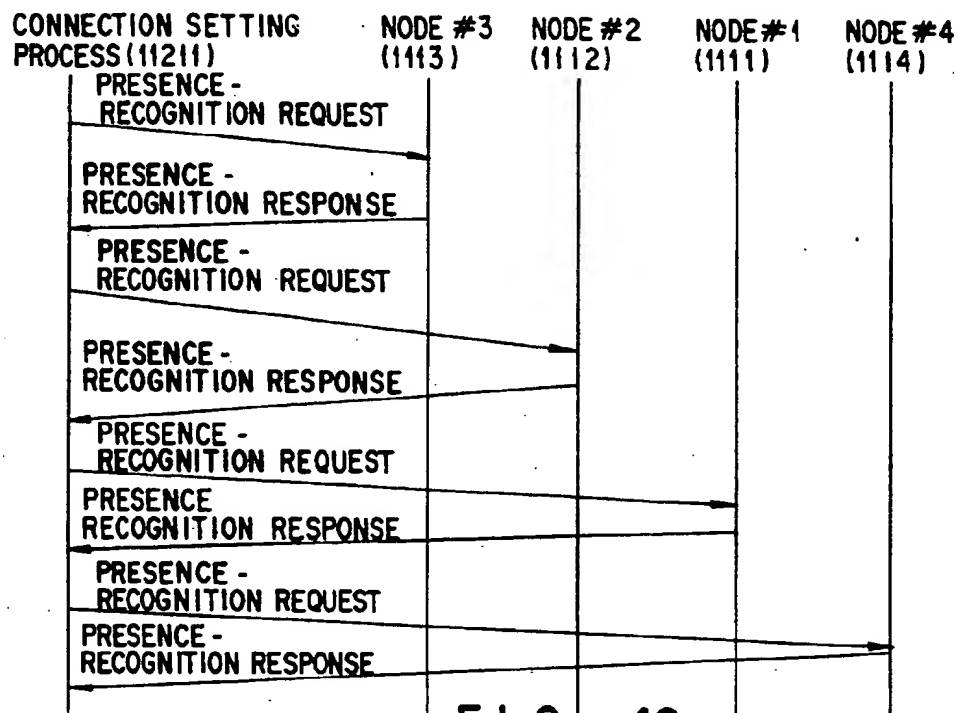 CONNECTION SETTING
PROCESS(11211)
NODE #3
(1113)
NODE #2
(1112)
NODE #1
(1111)
NODE #4
(1114)
PRESENCE -
RECOGNITION REQUEST
PRESENCE -
RECOGNITION RESPONSE
PRESENCE -
RECOGNITION REQUEST
PRESENCE -
RECOGNITION RESPONSE
PRESENCE -
RECOGNITION REQUEST
PRESENCE
RECOGNITION RESPONSE
PRESENCE -
RECOGNITION REQUEST
PRESENCE -
RECOGNITION RESPONSE